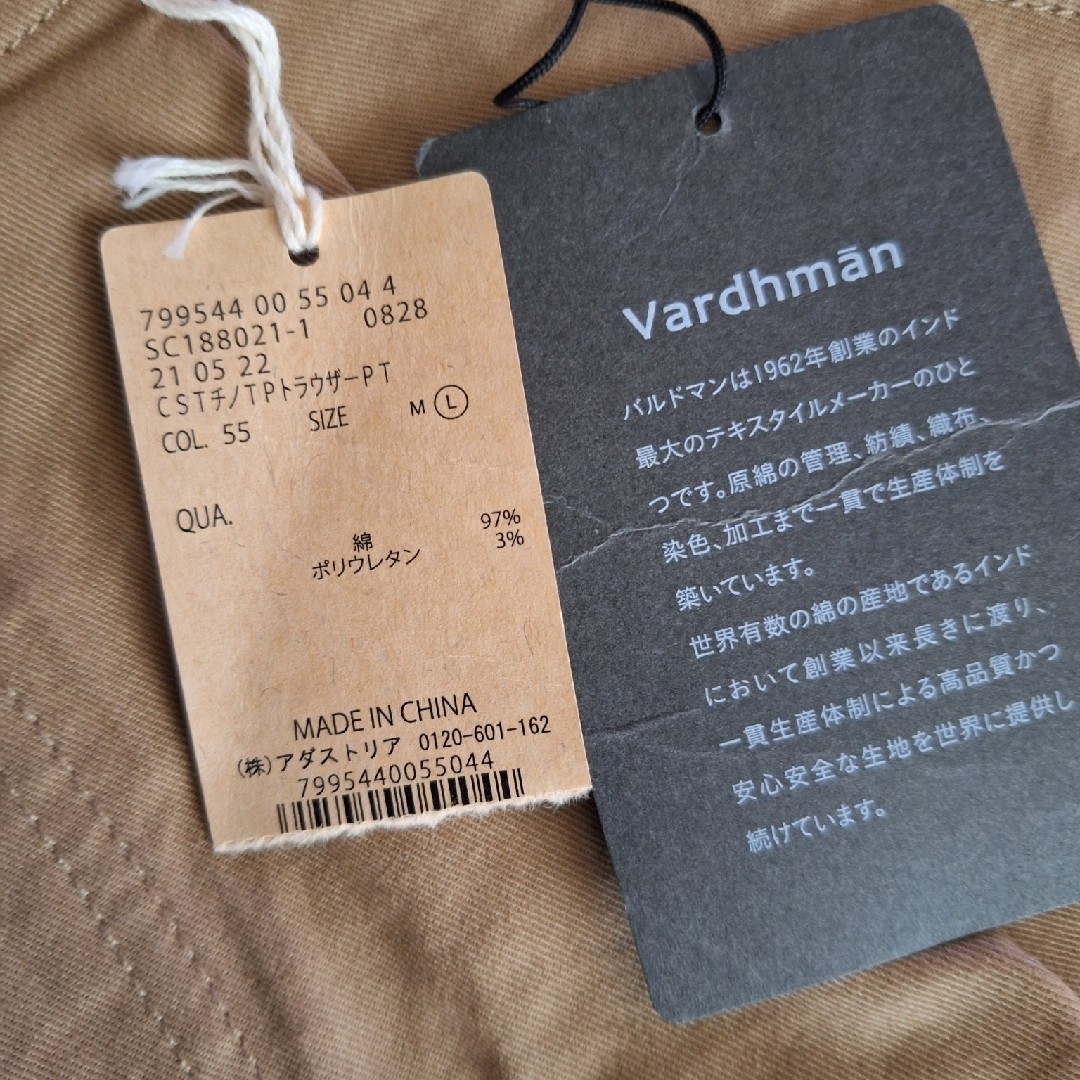 799544 00 55 04 4
SC188021-1 0828
21 05 22
CSTチノTPトラウザーPT
COL. 55 SIZE M L
QUA.
綿 97%
ポリウレタン 3%
MADE IN CHINA
(株)アダストリア 0120-601-162
7995440055044
Vardhmān
バルドマンは1962年創業のインド
最大のテキスタイルメーカーのひと
つです。原綿の管理、紡績、織布、
染色、加工まで一貫で生産体制を
築いています。
世界有数の綿の産地であるインド
において創業以来長きに渡り、
一貫生産体制による高品質かつ
安心安全な生地を世界に提供し
続けています。